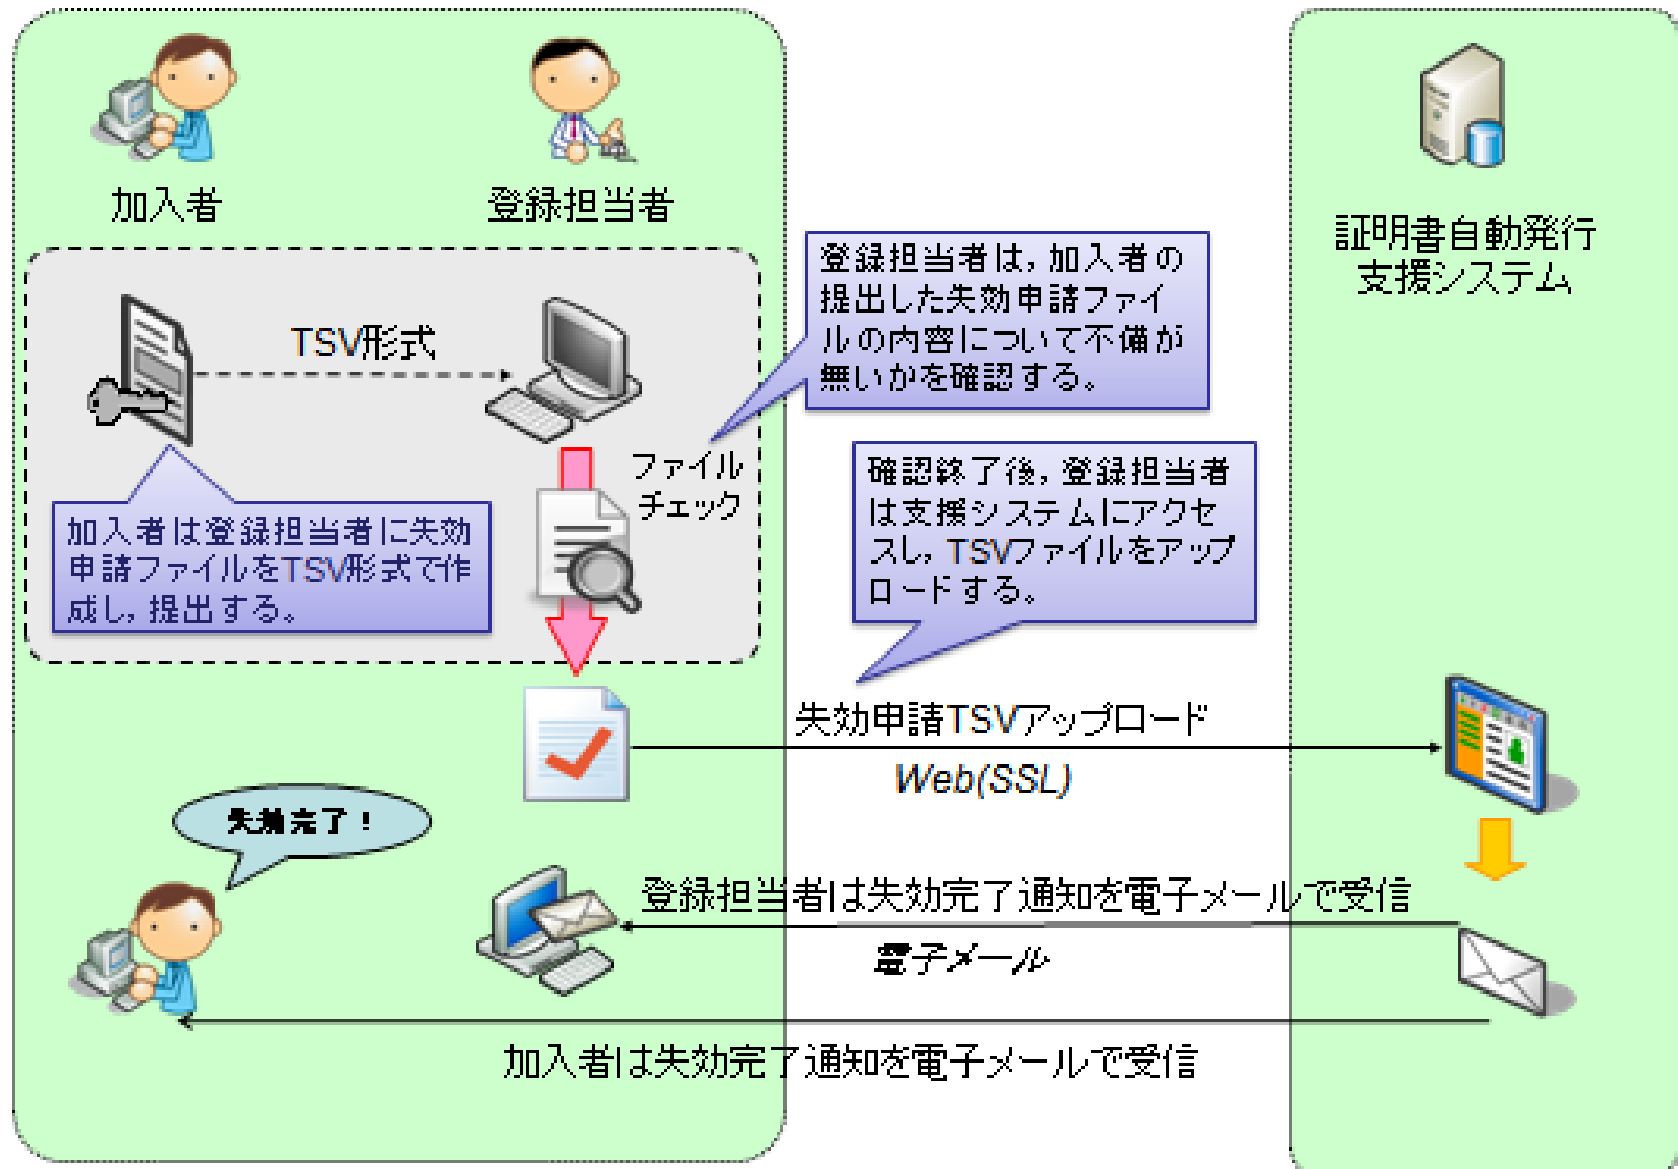 加入者
登録担当者
証明書自動発行
支援システム
登録担当者は，加入者の
提出した失効申請ファイ
ルの内容について不備が
無いかを確認する。
TSV形式
ファイル
チェック
確認終了後，登録担当者
は支援システムにアクセ
スし，TSVファイルをアップ
ロードする。
加入者は登録担当者に失効
申請ファイルをTSV形式で作
成し，提出する。
失効申請TSVアップロード
Web(SSL)
失効完了！
登録担当者は失効完了通知を電子メールで受信
電子メール
加入者は失効完了通知を電子メールで受信